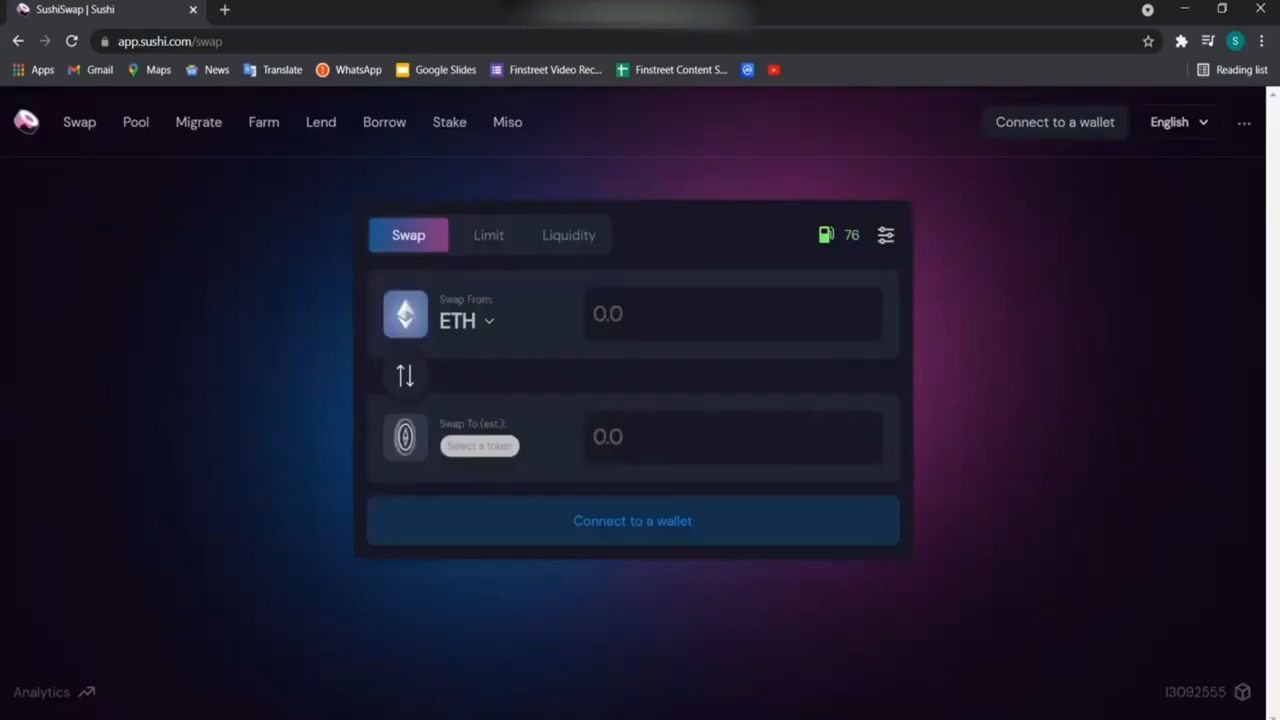 SushiSwap | Sushi
app.sushi.com/swap
Apps Gmail Maps News Translate WhatsApp Google Slides Finstreet Video Rec... Finstreet Content S... Reading list
Swap Pool Migrate Farm Lend Borrow Stake Miso Connect to a wallet English
Swap Limit Liquidity 76
Swap From:
ETH 0.0
Swap To (est.):
Select a token 0.0
Connect to a wallet
Analytics 13092555
S